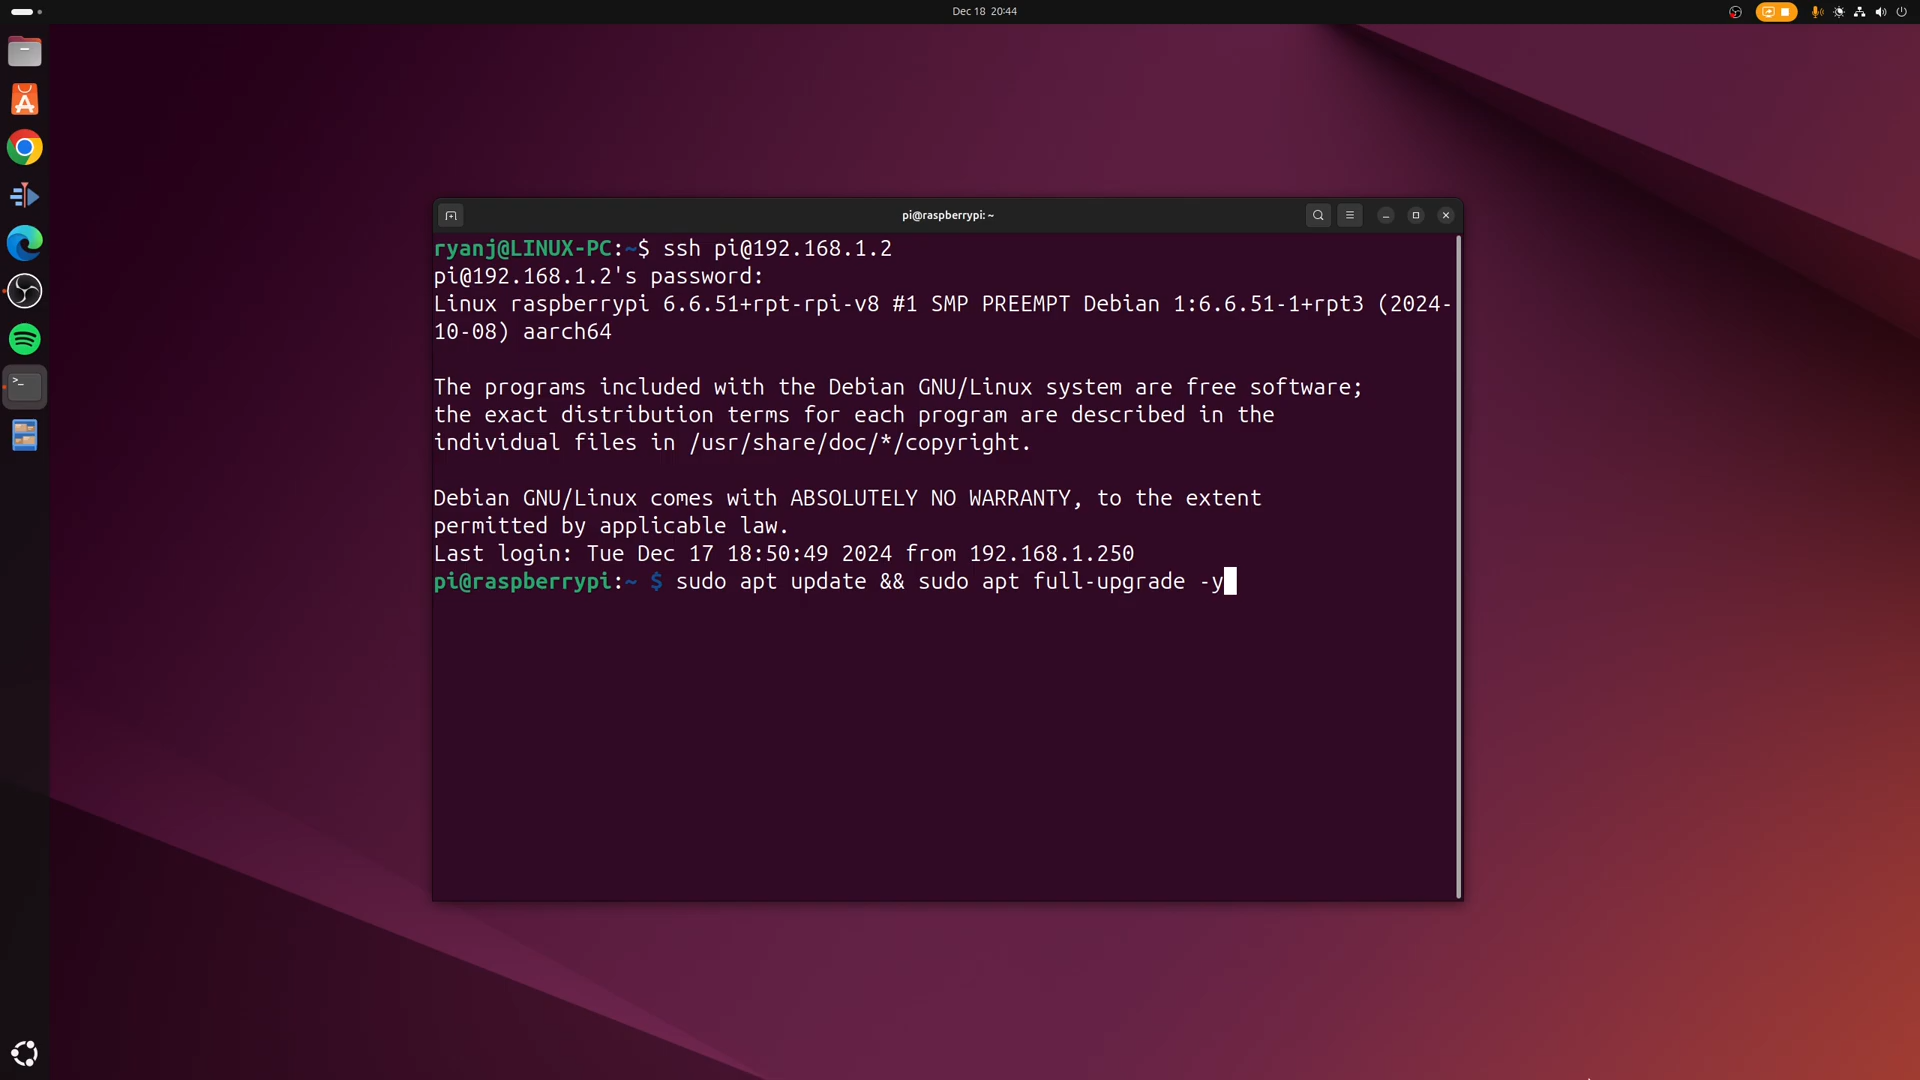 Dec 18 20:44
pi@raspberrypi: ~
ryanj@LINUX-PC:~$ ssh pi@192.168.1.2
pi@192.168.1.2's password:
Linux raspberrypi 6.6.51+rpt-rpi-v8 #1 SMP PREEMPT Debian 1:6.6.51-1+rpt3 (2024-
10-08) aarch64
The programs included with the Debian GNU/Linux system are free software;
the exact distribution terms for each program are described in the
individual files in /usr/share/doc/*/copyright.
Debian GNU/Linux comes with ABSOLUTELY NO WARRANTY, to the extent
permitted by applicable law.
Last login: Tue Dec 17 18:50:49 2024 from 192.168.1.250
pi@raspberrypi:~ $ sudo apt update && sudo apt full-upgrade -y